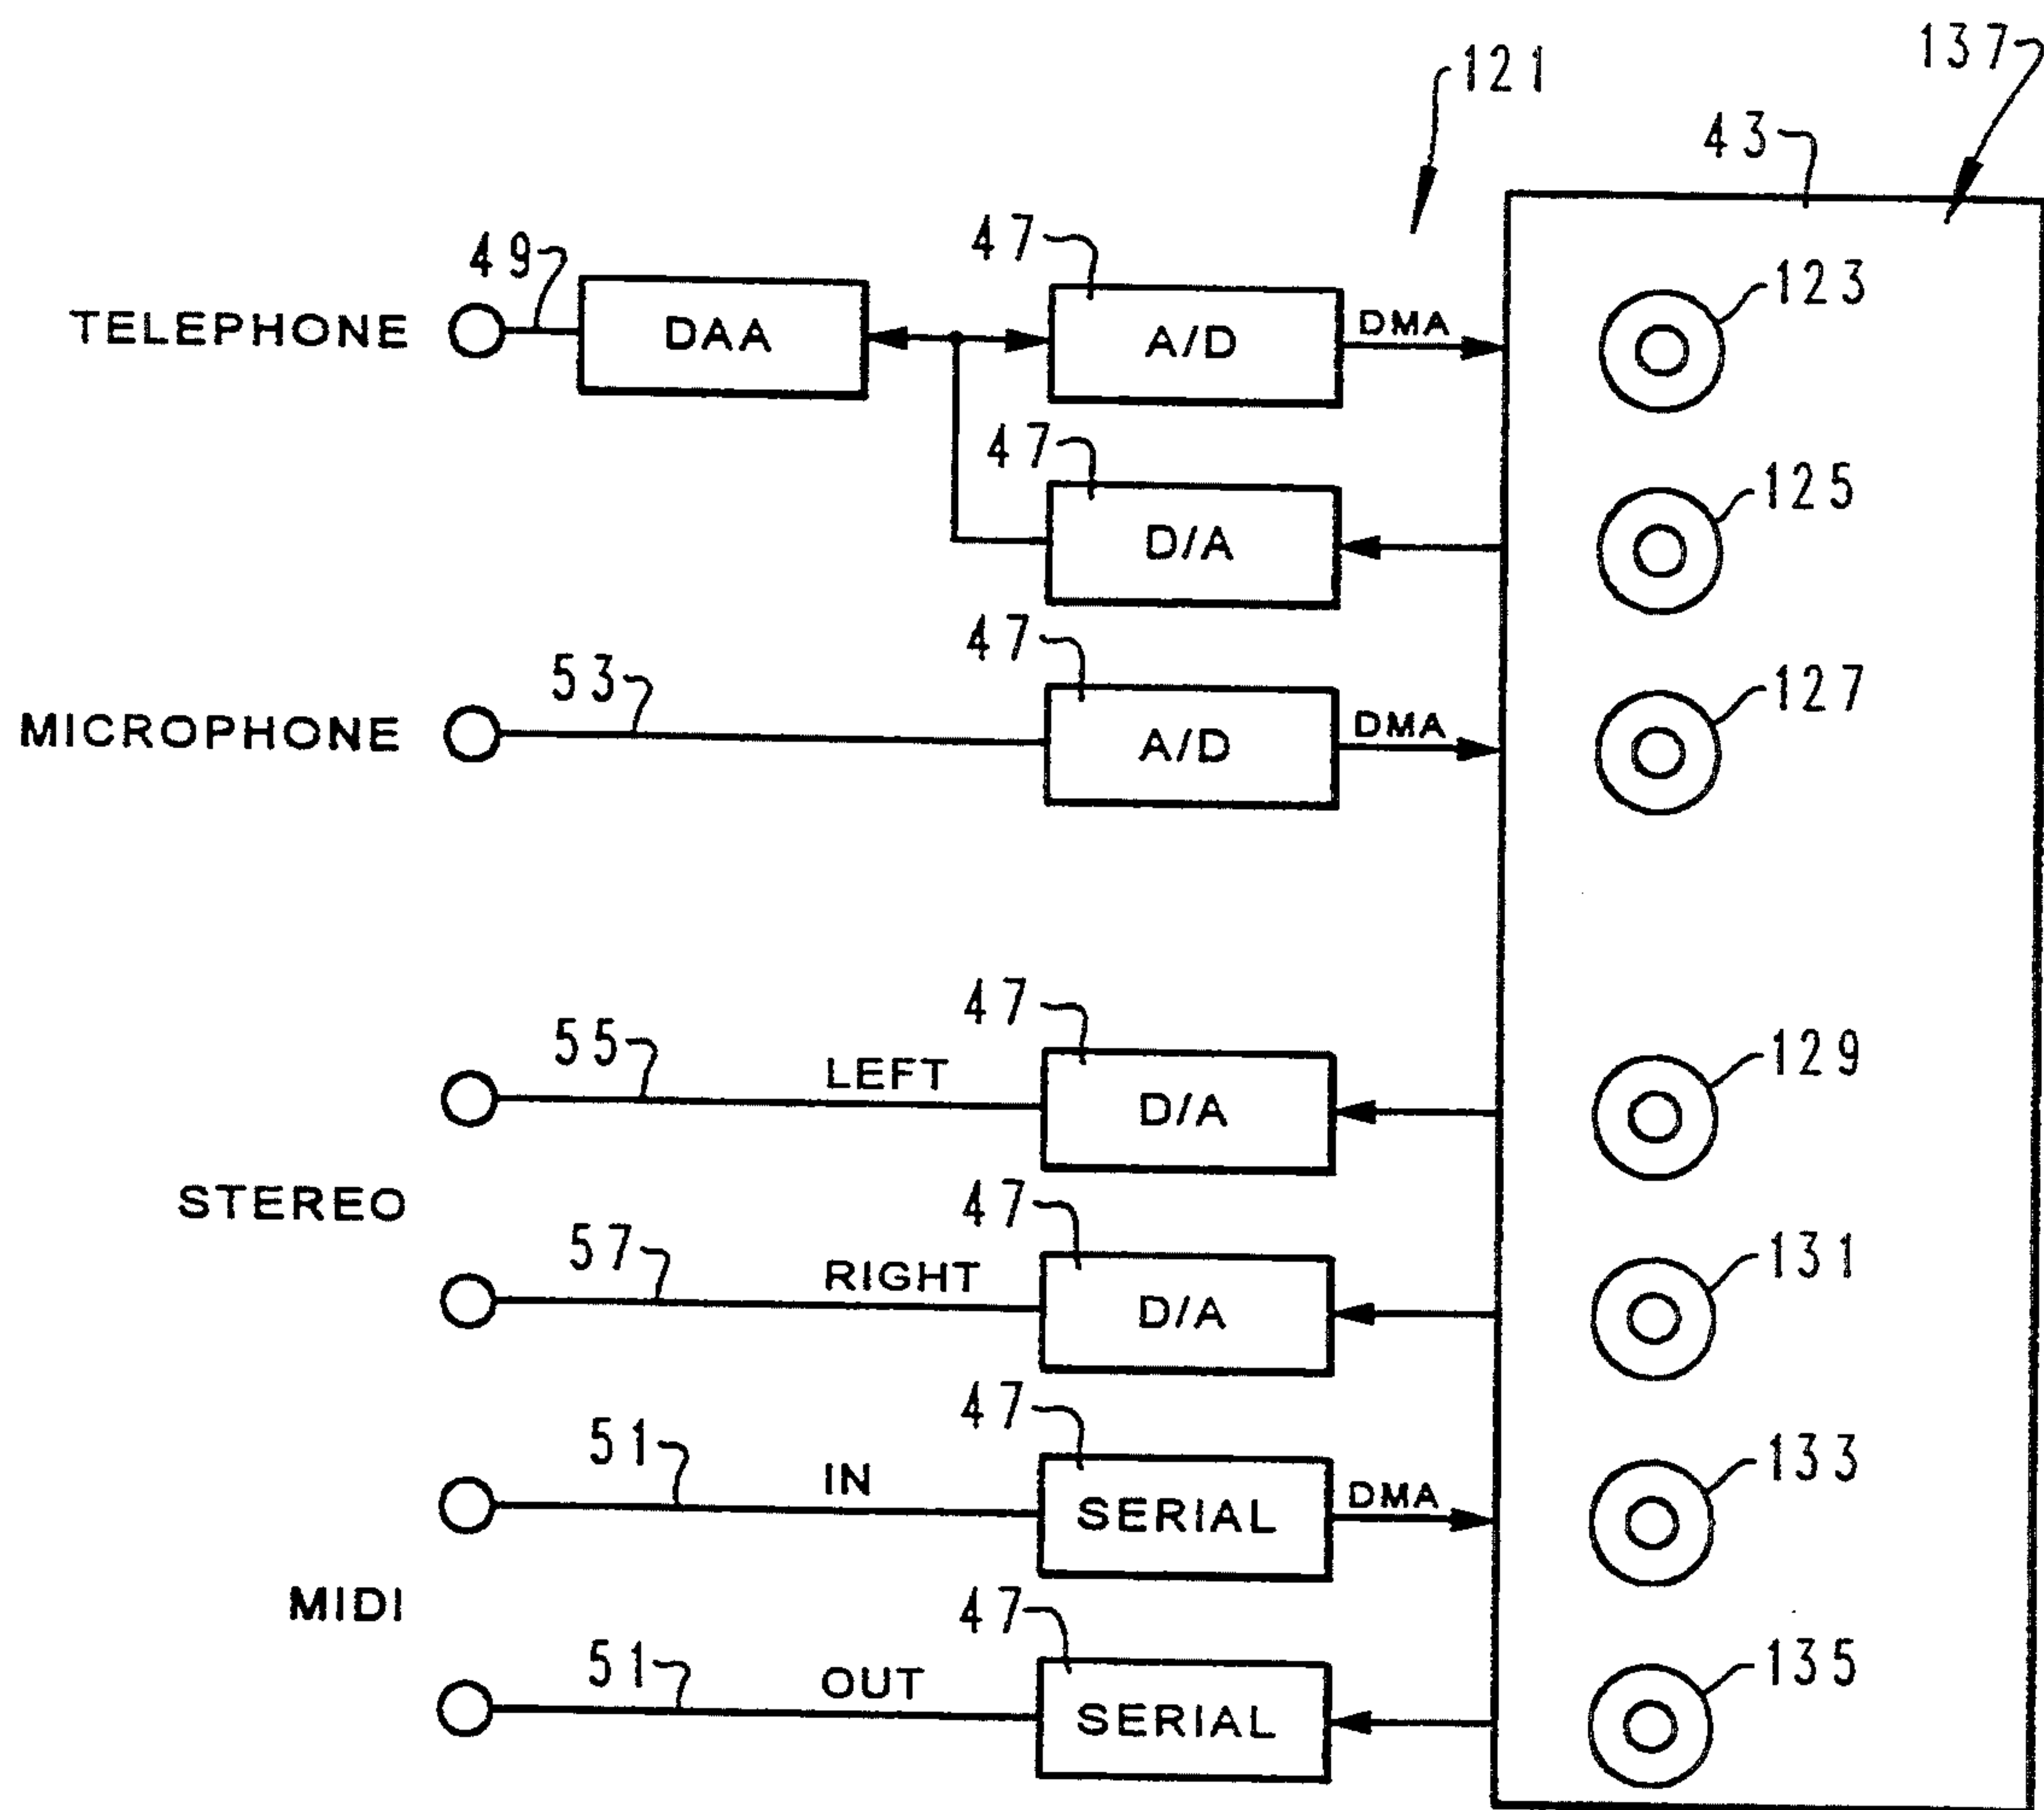 137
121
43
47
49
123
TELEPHONE
DAA
A/D
DMA
47
125
D/A
47
53
127
MICROPHONE
A/D
DMA
47
55
LEFT
129
D/A
STEREO
47
57
RIGHT
131
D/A
47
51
IN
133
SERIAL
DMA
MIDI
47
51
OUT
135
SERIAL